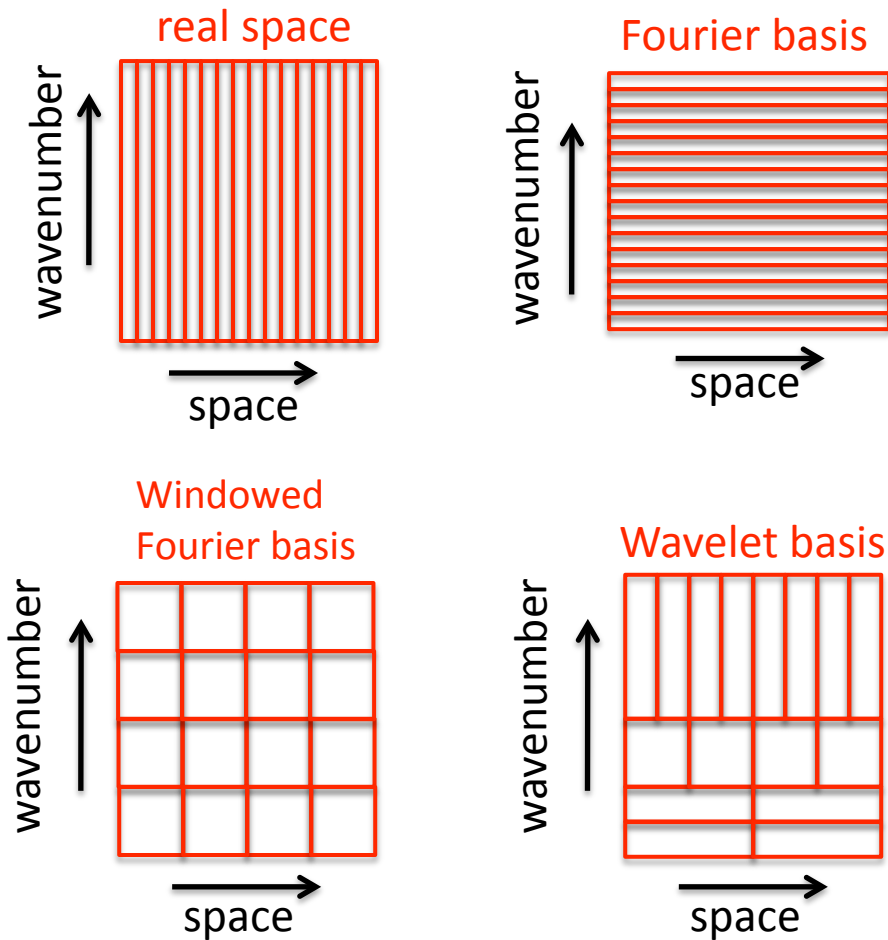 real space
wavenumber
space
Fourier basis
wavenumber
space
Windowed
Fourier basis
wavenumber
space
Wavelet basis
wavenumber
space